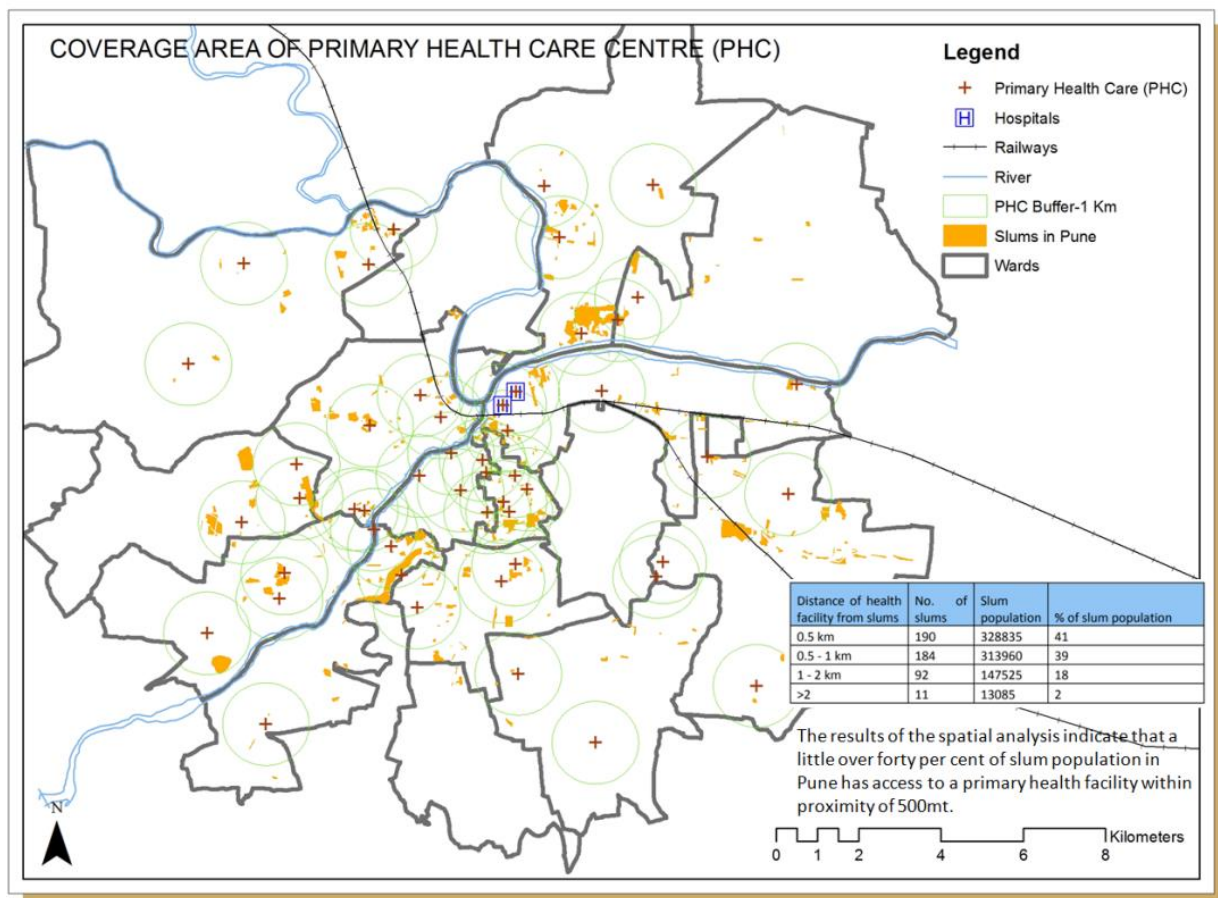 COVERAGE AREA OF PRIMARY HEALTH CARE CENTRE (PHC)
Legend
Primary Health Care (PHC)
H Hospitals
Railways
River
PHC Buffer-1 Km
Slums in Pune
Wards
H
H
Distance of health facility from slums No. of slums Slum population % of slum population
0.5 km 190 328835 41
0.5 - 1 km 184 313960 39
1 - 2 km 92 147525 18
>2 11 13085 2
The results of the spatial analysis indicate that a
little over forty per cent of slum population in
Pune has access to a primary health facility within
proximity of 500mt.
N
Kilometers
0 1 2 4 6 8